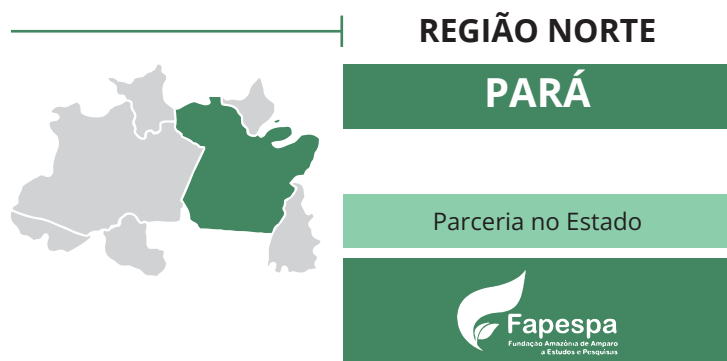 REGIÃO NORTE
PARÁ
Parceria no Estado
Fapespa
Fundação Amazônia de Amparo
a Estudos e Pesquisas